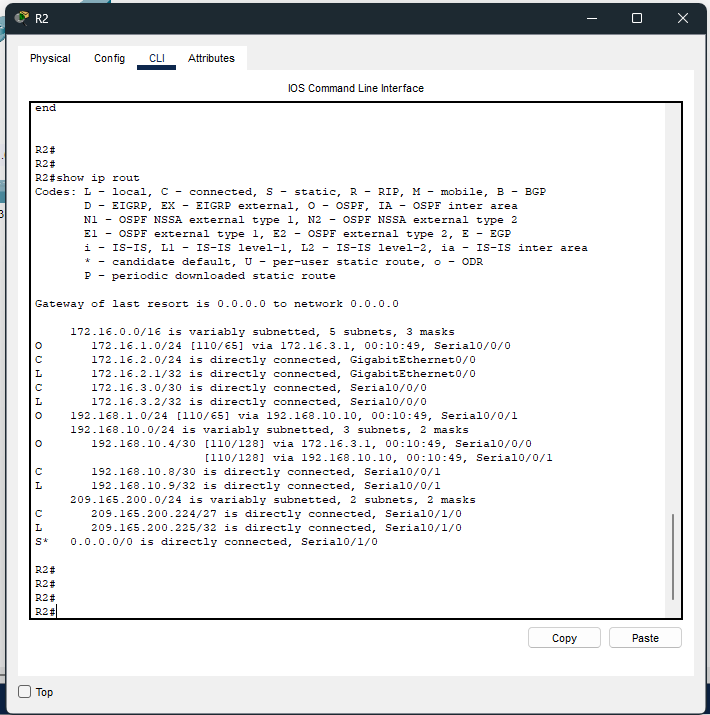 R2
Physical Config CLI Attributes
IOS Command Line Interface
end
R2#
R2#
R2#show ip rout
Codes: L - local, C - connected, S - static, R - RIP, M - mobile, B - BGP
D - EIGRP, EX - EIGRP external, O - OSPF, IA - OSPF inter area
N1 - OSPF NSSA external type 1, N2 - OSPF NSSA external type 2
E1 - OSPF external type 1, E2 - OSPF external type 2, E - EGP
i - IS-IS, L1 - IS-IS level-1, L2 - IS-IS level-2, ia - IS-IS inter area
* - candidate default, U - per-user static route, o - ODR
P - periodic downloaded static route
Gateway of last resort is 0.0.0.0 to network 0.0.0.0
172.16.0.0/16 is variably subnetted, 5 subnets, 3 masks
O 172.16.1.0/24 [110/65] via 172.16.3.1, 00:10:49, Serial0/0/0
C 172.16.2.0/24 is directly connected, GigabitEthernet0/0
L 172.16.2.1/32 is directly connected, GigabitEthernet0/0
C 172.16.3.0/30 is directly connected, Serial0/0/0
L 172.16.3.2/32 is directly connected, Serial0/0/0
O 192.168.1.0/24 [110/65] via 192.168.10.10, 00:10:49, Serial0/0/1
192.168.10.0/24 is variably subnetted, 3 subnets, 2 masks
O 192.168.10.4/30 [110/128] via 172.16.3.1, 00:10:49, Serial0/0/0
[110/128] via 192.168.10.10, 00:10:49, Serial0/0/1
C 192.168.10.8/30 is directly connected, Serial0/0/1
L 192.168.10.9/32 is directly connected, Serial0/0/1
209.165.200.0/24 is variably subnetted, 2 subnets, 2 masks
C 209.165.200.224/27 is directly connected, Serial0/1/0
L 209.165.200.225/32 is directly connected, Serial0/1/0
S* 0.0.0.0/0 is directly connected, Serial0/1/0
R2#
R2#
R2#
R2#
Copy Paste
Top